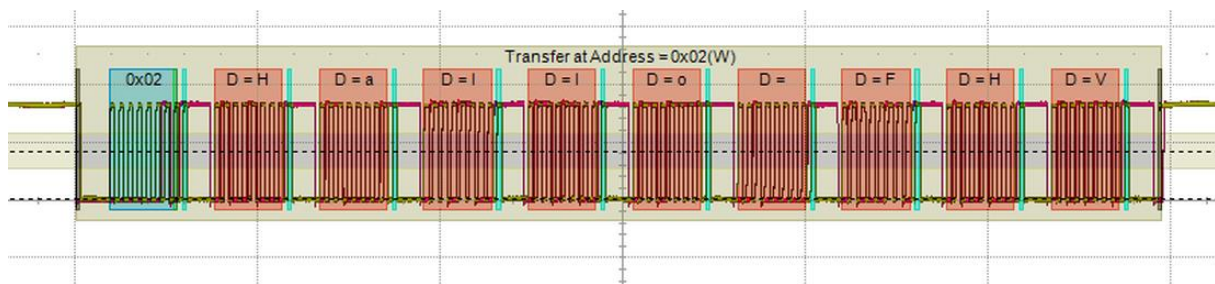 Transfer at Address = 0x02(W)
0x02 D = H D = a D = l D = l D = o D = D = F D = H D = V